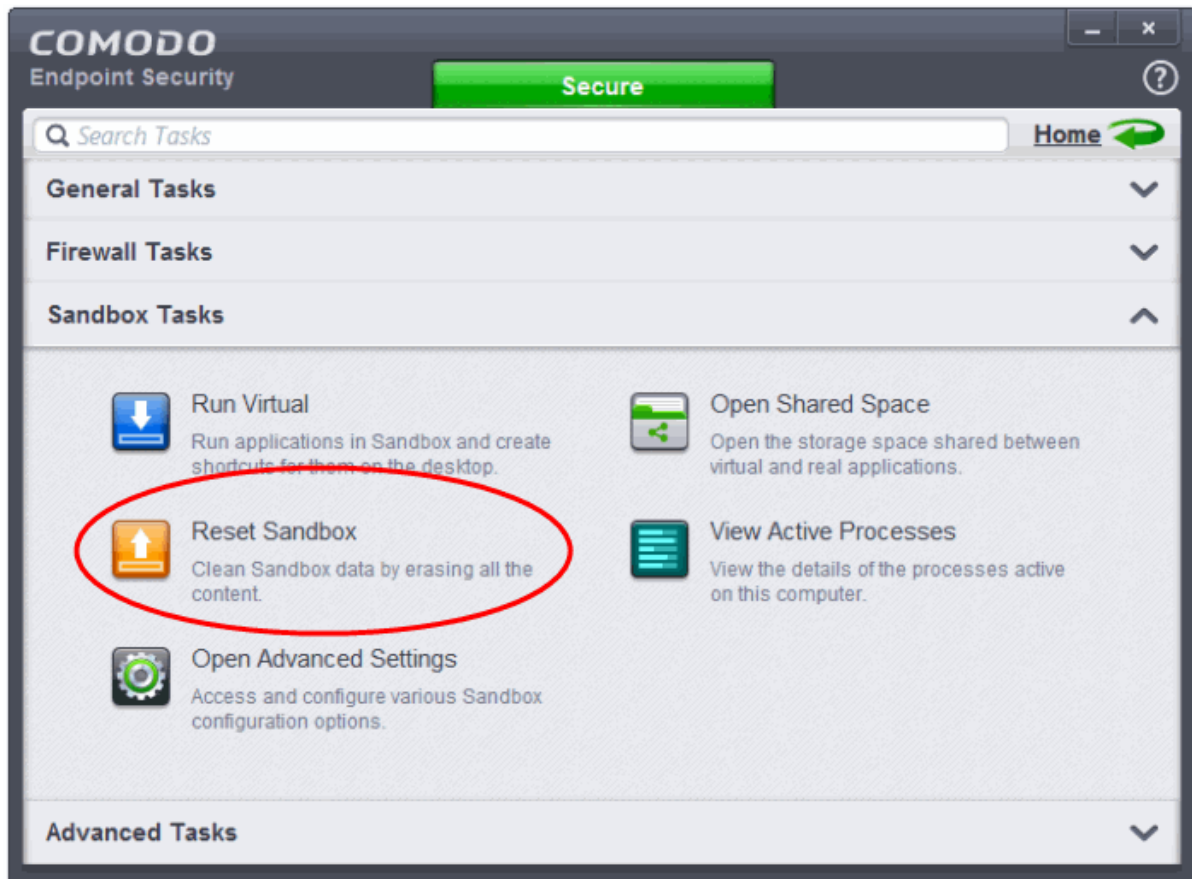 COMODO
Endpoint Security
Secure
?
Search Tasks
Home
General Tasks
Firewall Tasks
Sandbox Tasks
Run Virtual
Run applications in Sandbox and create
shortcuts for them on the desktop.
Open Shared Space
Open the storage space shared between
virtual and real applications.
Reset Sandbox
Clean Sandbox data by erasing all the
content.
View Active Processes
View the details of the processes active
on this computer.
Open Advanced Settings
Access and configure various Sandbox
configuration options.
Advanced Tasks